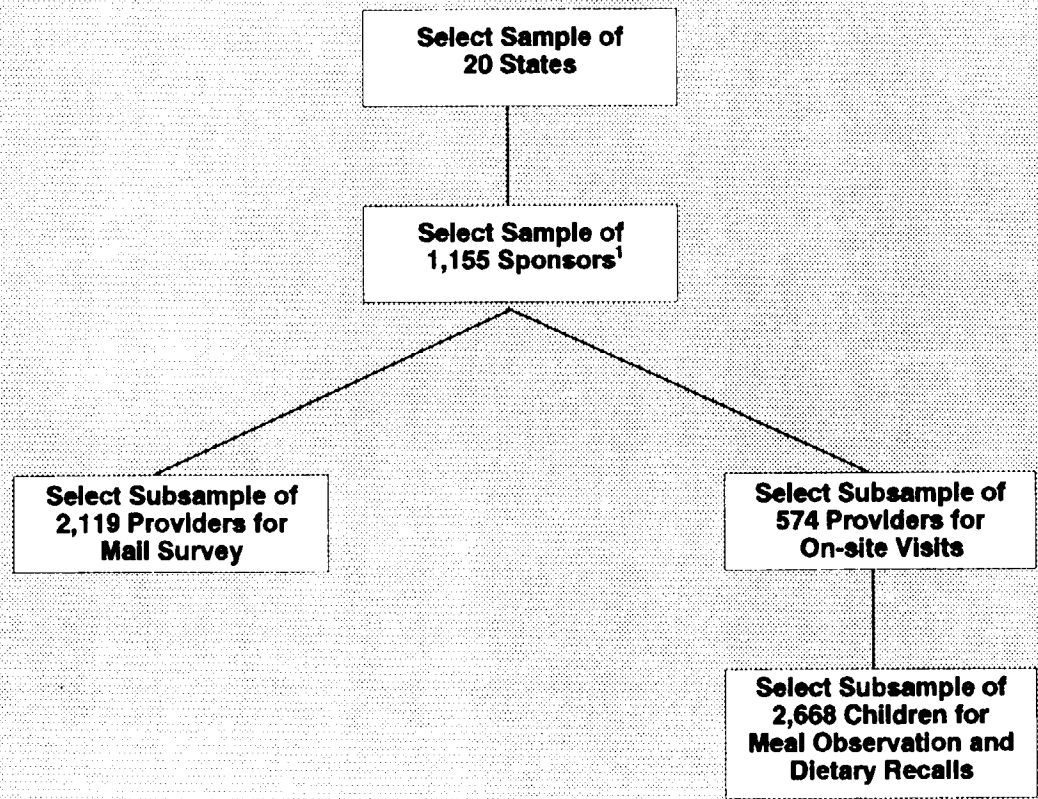 Select Sample of
20 States
Select Sample of
1,155 Sponsors¹
Select Subsample of
2,119 Providers for
Mail Survey
Select Subsample of
574 Providers for
On-site Visits
Select Subsample of
2,668 Children for
Meal Observation and
Dietary Recalls